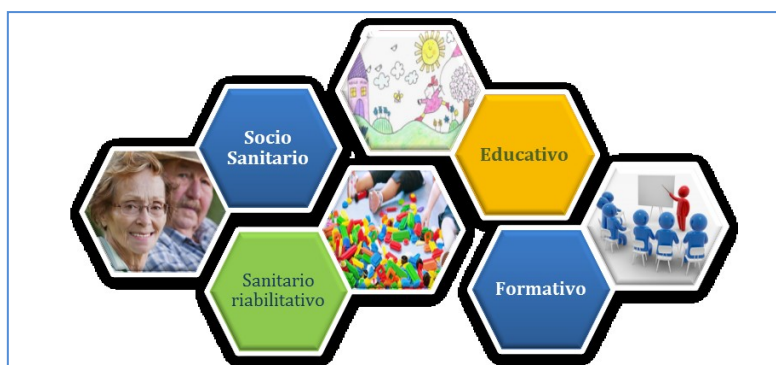 Socio
Sanitario
Educativo
Sanitario
riabilitativo
Formativo